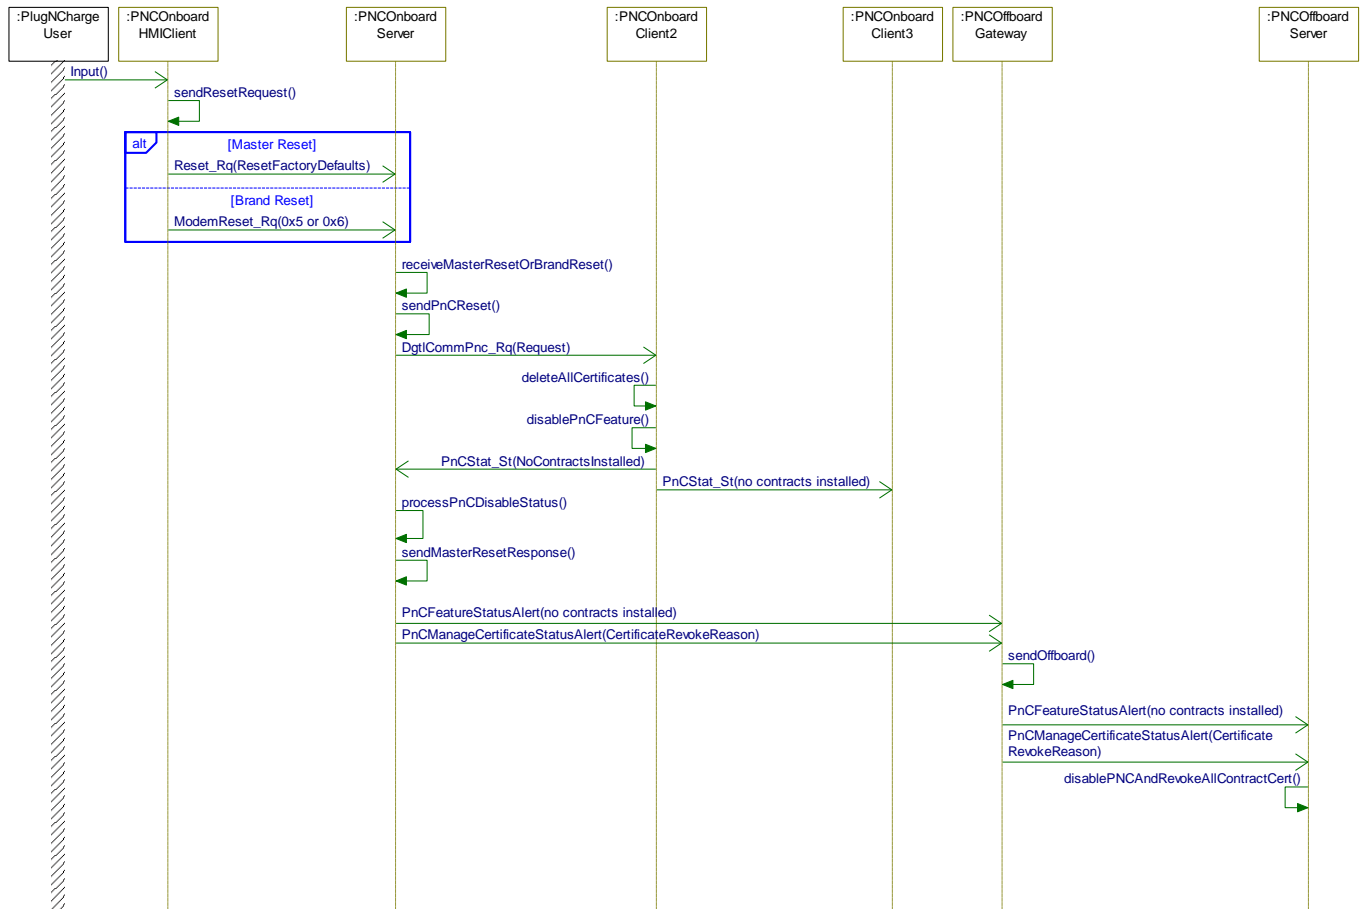 :PlugNCharge
User
:PNCOnboard
HMIClient
:PNCOnboard
Server
:PNCOnboard
Client2
:PNCOnboard
Client3
:PNCOffboard
Gateway
:PNCOffboard
Server
Input()
sendResetRequest()
alt
[Master Reset]
Reset_Rq(ResetFactoryDefaults)
[Brand Reset]
ModemReset_Rq(0x5 or 0x6)
receiveMasterResetOrBrandReset()
sendPnCReset()
DgtlCommPnc_Rq(Request)
deleteAllCertificates()
disablePnCFeature()
PnCStat_St(NoContractsInstalled)
PnCStat_St(no contracts installed)
processPnCDisableStatus()
sendMasterResetResponse()
PnCFeatureStatusAlert(no contracts installed)
PnCManageCertificateStatusAlert(CertificateRevokeReason)
sendOffboard()
PnCFeatureStatusAlert(no contracts installed)
PnCManageCertificateStatusAlert(Certificate
RevokeReason)
disablePNCAndRevokeAllContractCert()